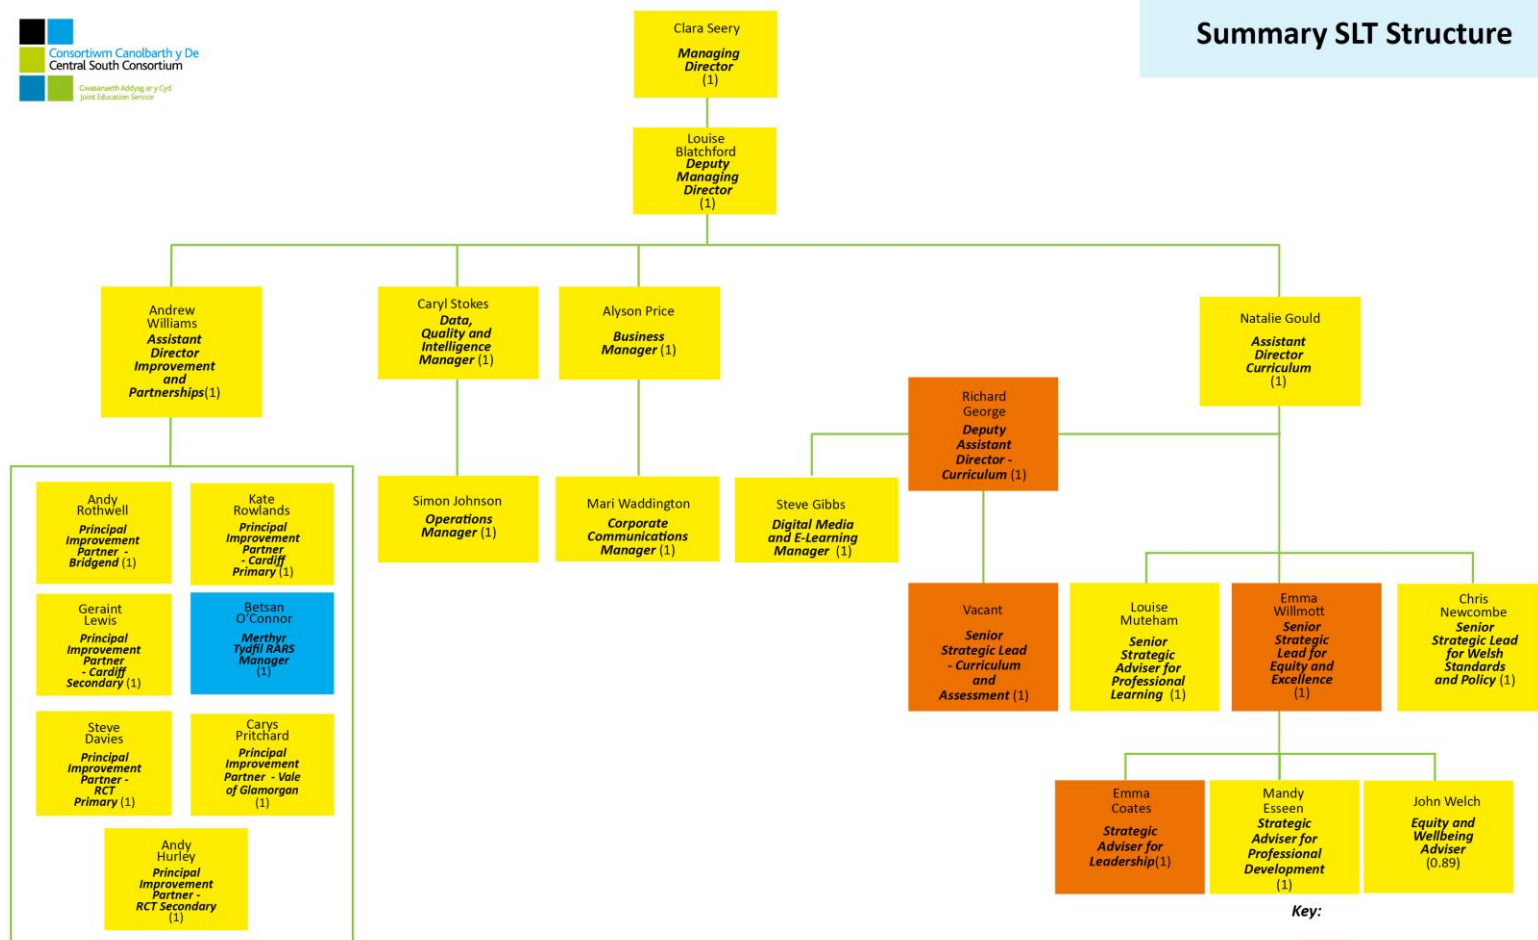 Consortiwm Canolbarth y De
Central South Consortium
Gwasanaeth Addysg ar y Cyd
Joint Education Service
Summary SLT Structure
Clara Seery
Managing
Director
(1)
Louise
Blatchford
Deputy
Managing
Director
(1)
Andrew
Williams
Assistant
Director
Improvement
and
Partnerships(1)
Caryl Stokes
Data,
Quality and
Intelligence
Manager (1)
Alyson Price
Business
Manager (1)
Natalie Gould
Assistant
Director
Curriculum
(1)
Richard
George
Deputy
Assistant
Director -
Curriculum (1)
Simon Johnson
Operations
Manager (1)
Mari Waddington
Corporate
Communications
Manager (1)
Steve Gibbs
Digital Media
and E-Learning
Manager (1)
Andy
Rothwell
Principal
Improvement
Partner -
Bridgend (1)
Kate
Rowlands
Principal
Improvement
Partner
- Cardiff
Primary (1)
Geraint
Lewis
Principal
Improvement
Partner
- Cardiff
Secondary (1)
Betsan
O'Connor
Merthyr
Tydfil RARS
Manager
(1)
Steve
Davies
Principal
Improvement
Partner -
RCT
Primary (1)
Carys
Pritchard
Principal
Improvement
Partner - Vale
of Glamorgan
(1)
Andy
Hurley
Principal
Improvement
Partner -
RCT Secondary
(1)
Vacant
Senior
Strategic Lead
- Curriculum
and
Assessment (1)
Louise
Muteham
Senior
Strategic
Adviser for
Professional
Learning (1)
Emma
Willmott
Senior
Strategic
Lead for
Equity and
Excellence
(1)
Chris
Newcombe
Senior
Strategic Lead
for Welsh
Standards
and Policy (1)
Emma
Coates
Strategic
Adviser for
Leadership(1)
Mandy
Esseen
Strategic
Adviser for
Professional
Development
(1)
John Welch
Equity and
Wellbeing
Adviser
(0.89)
Key: